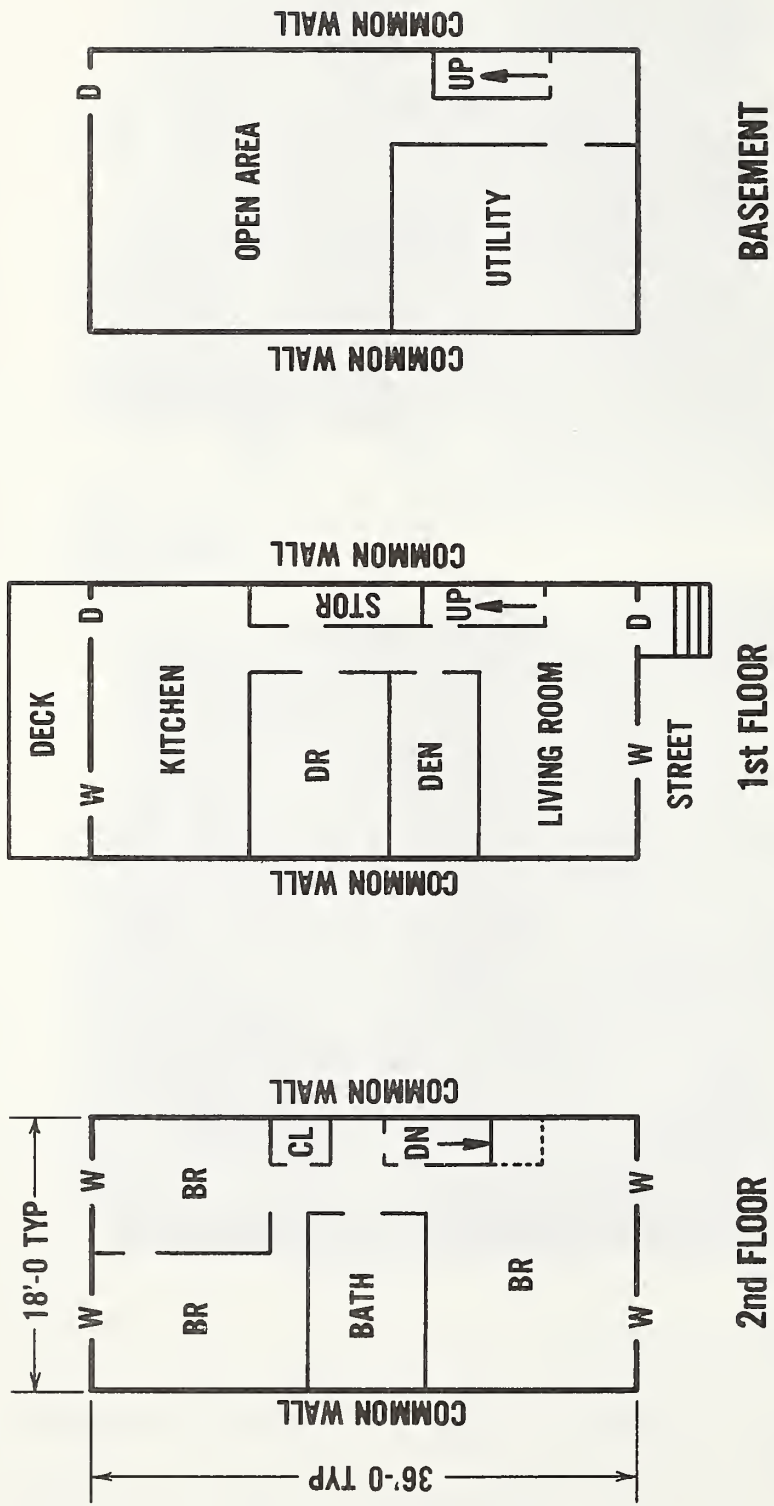 18'-0 TYP
36'-0 TYP
COMMON WALL
COMMON WALL
W
W
BR
BR
CL
BATH
DN
BR
W
W
2nd FLOOR
DECK
W
D
KITCHEN
COMMON WALL
COMMON WALL
DR
STOR
DEN
UP
LIVING ROOM
W
D
STREET
1st FLOOR
D
COMMON WALL
COMMON WALL
OPEN AREA
UP
UTILITY
BASEMENT